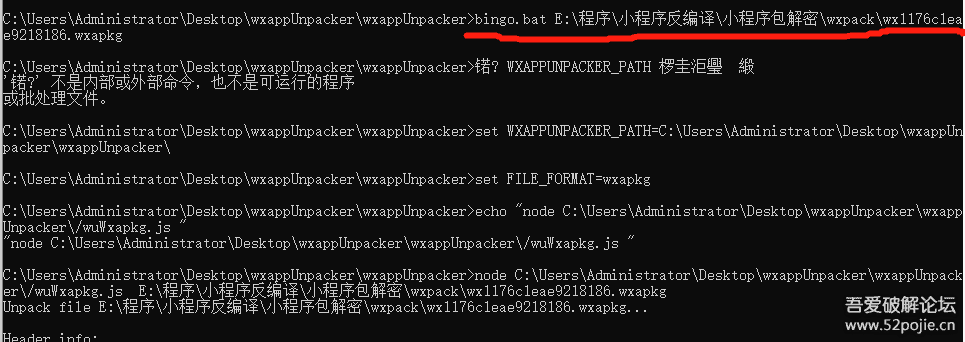 C:\Users\Administrator\Desktop\wxappUnpacker\wxappUnpacker>bingo.bat E:\程序\小程序反编译\小程序包解密\wxpack\wx1176c1ea
e9218186.wxapkg
C:\Users\Administrator\Desktop\wxappUnpacker\wxappUnpacker>锘? WXAPPUNPACKER_PATH 椤圭洰璺 緞
'锘?' 不是内部或外部命令，也不是可运行的程序
或批处理文件。
C:\Users\Administrator\Desktop\wxappUnpacker\wxappUnpacker>set WXAPPUNPACKER_PATH=C:\Users\Administrator\Desktop\wxappUn
packer\wxappUnpacker\
C:\Users\Administrator\Desktop\wxappUnpacker\wxappUnpacker>set FILE_FORMAT=wxapkg
C:\Users\Administrator\Desktop\wxappUnpacker\wxappUnpacker>echo "node C:\Users\Administrator\Desktop\wxappUnpacker\wxapp
Unpacker\/wuWxapkg.js "
"node C:\Users\Administrator\Desktop\wxappUnpacker\wxappUnpacker\/wuWxapkg.js "
C:\Users\Administrator\Desktop\wxappUnpacker\wxappUnpacker>node C:\Users\Administrator\Desktop\wxappUnpacker\wxappUnpack
er\/wuWxapkg.js  E:\程序\小程序反编译\小程序包解密\wxpack\wx1176c1eae9218186.wxapkg
Unpack file E:\程序\小程序反编译\小程序包解密\wxpack\wx1176c1eae9218186.wxapkg...
Header info:
吾爱破解论坛
www.52pojie.cn